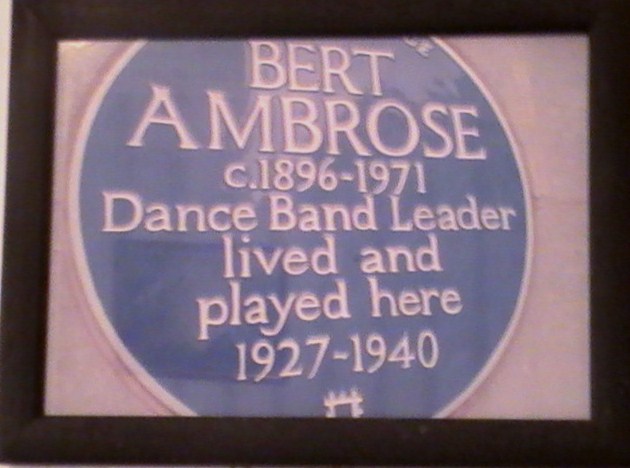 BERT
AMBROSE
c.1896-1971
Dance Band Leader
lived and
played here
1927-1940